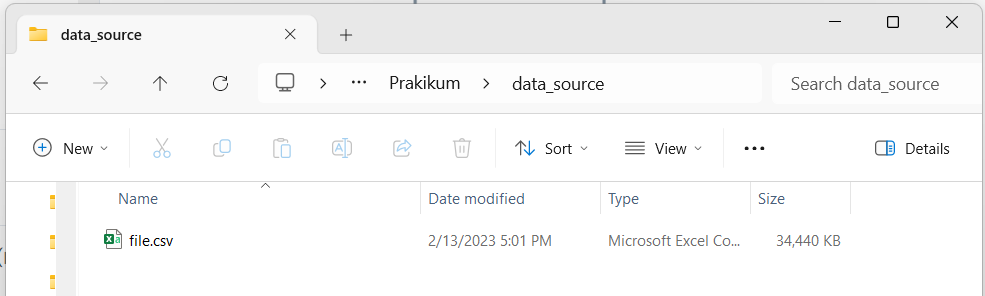 data_source
Prakikum
data_source
Search data_source
New
Sort
View
Details
Name
Date modified
Type
Size
file.csv
2/13/2023 5:01 PM
Microsoft Excel Co...
34,440 KB